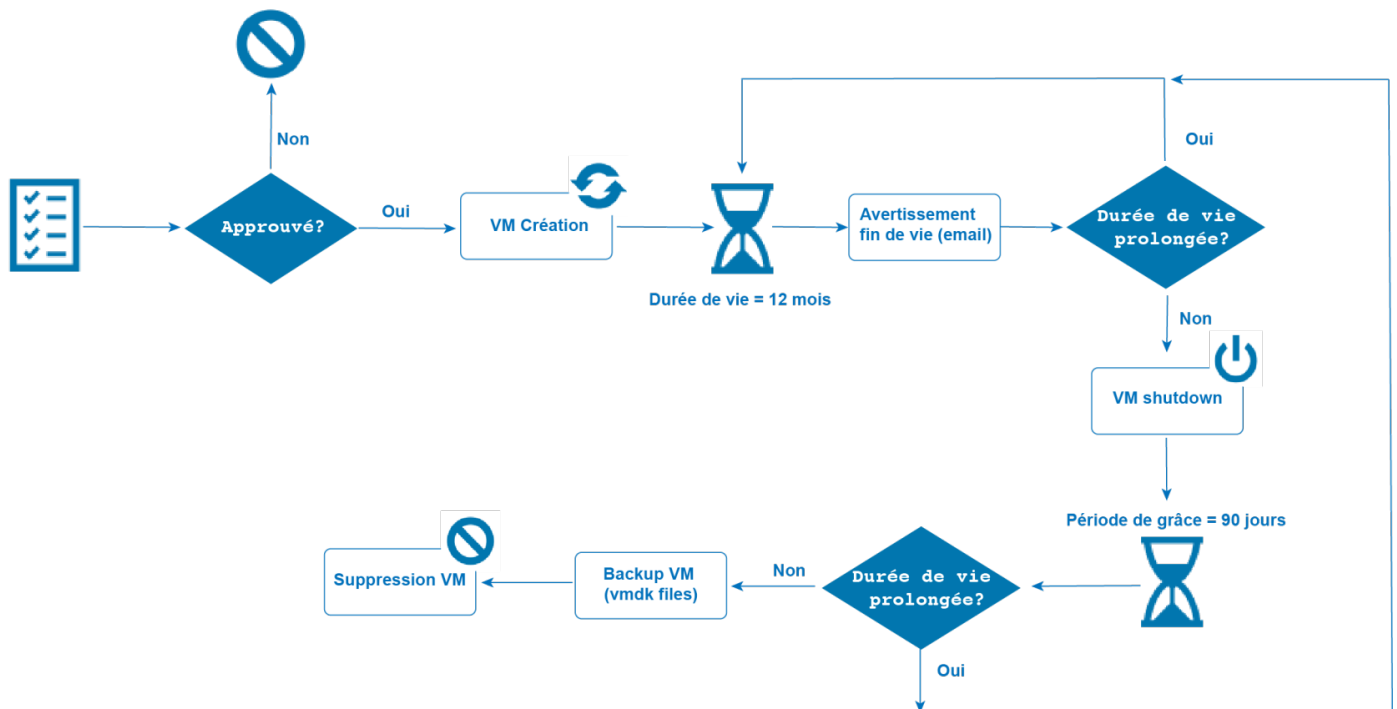 Non
Oui
Approuvé?
Oui
VM Création
Avertissement
fin de vie (email)
Durée de vie
prolongée?
Durée de vie = 12 mois
Non
VM shutdown
Période de grâce = 90 jours
Suppression VM
Backup VM
(vmdk files)
Non
Durée de vie
prolongée?
Oui